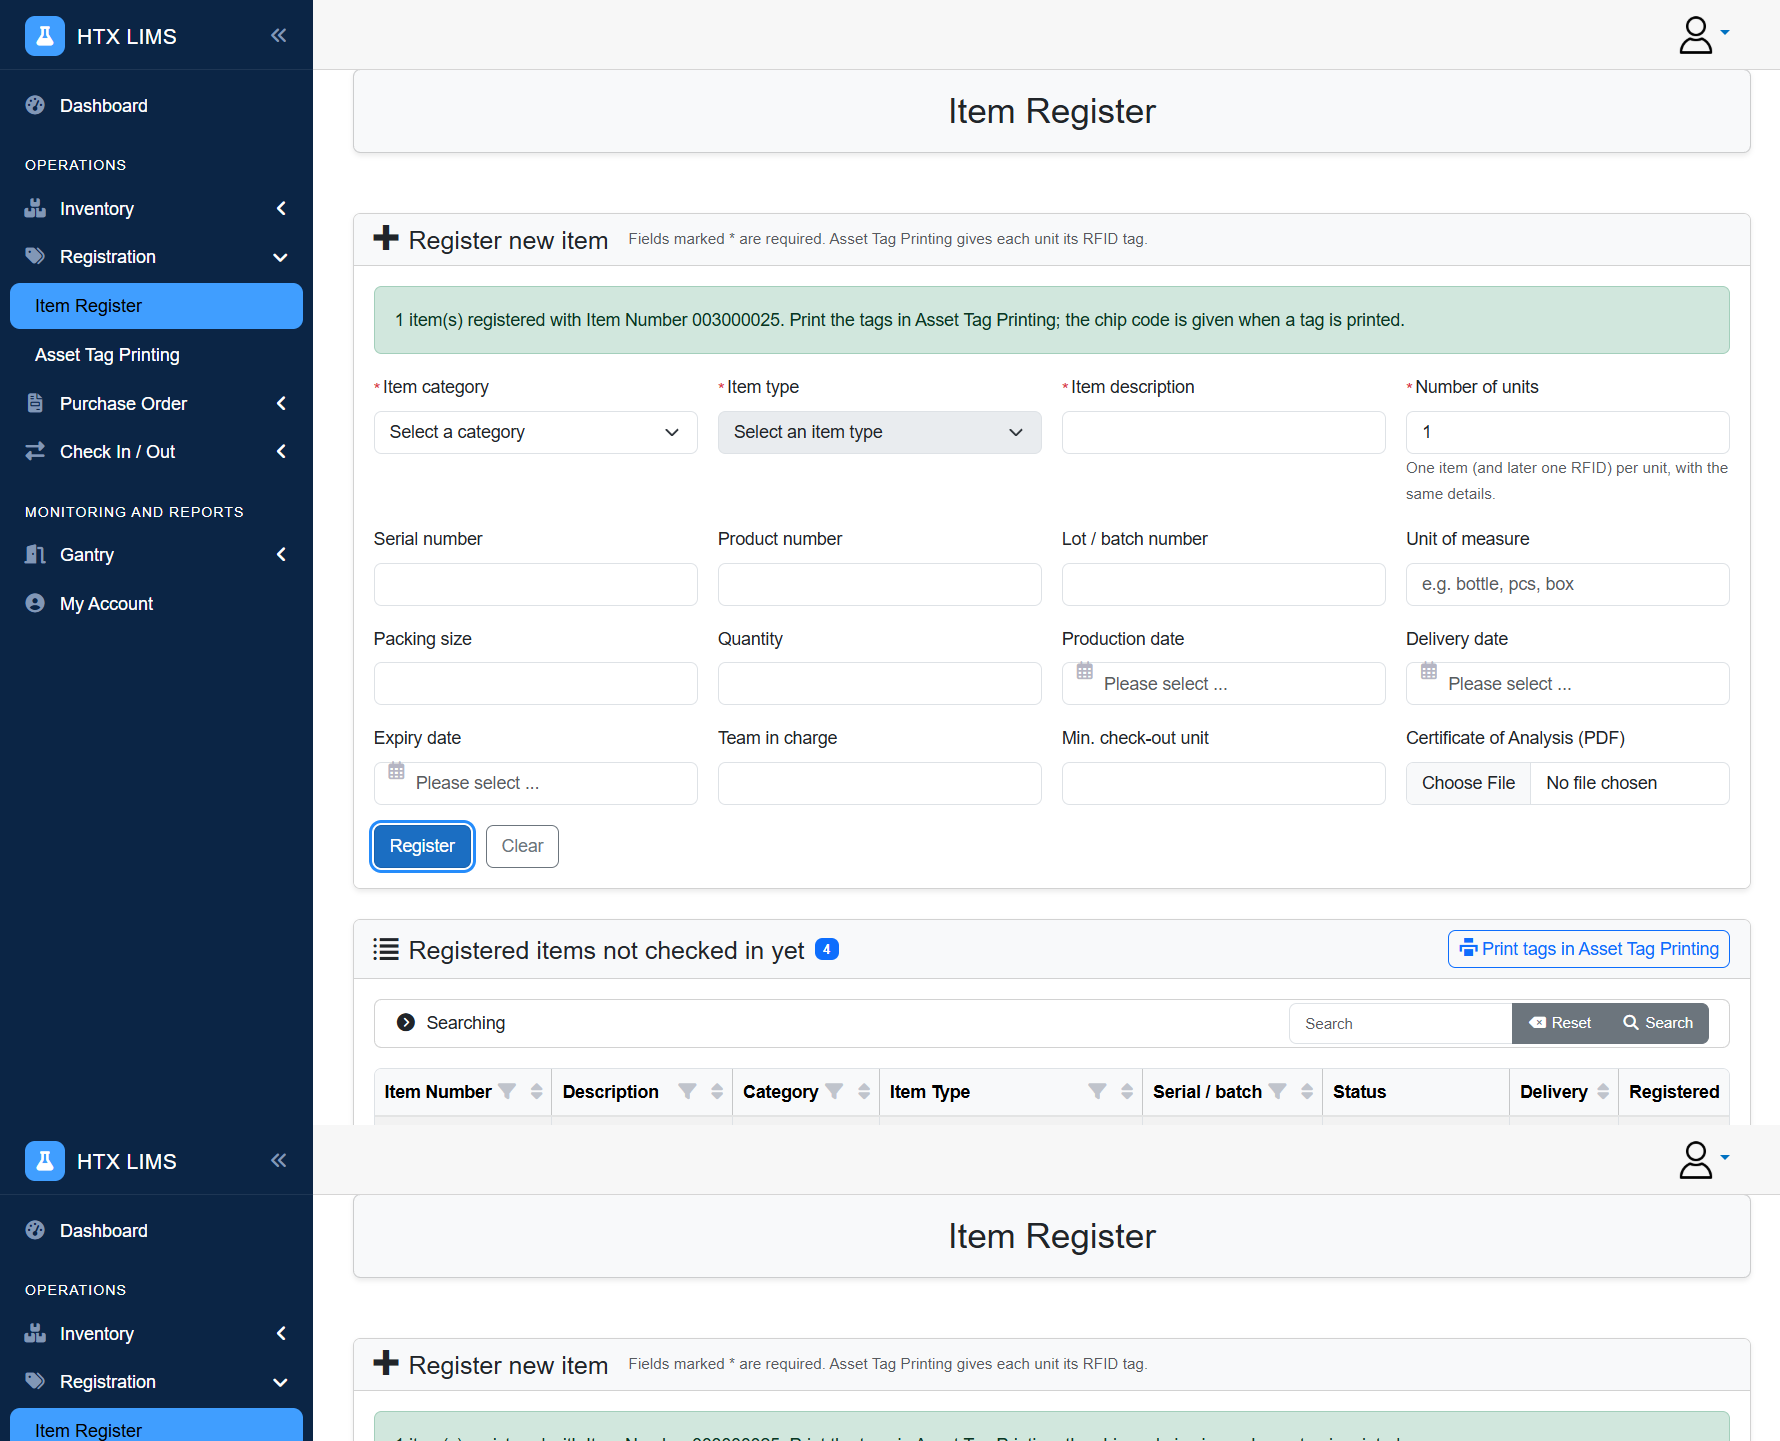 HTX LIMS
Dashboard
OPERATIONS
Inventory
Registration
Item Register
Asset Tag Printing
Purchase Order
Check In / Out
MONITORING AND REPORTS
Gantry
My Account
Item Register
Register new item Fields marked * are required. Asset Tag Printing gives each unit its RFID tag.
1 item(s) registered with Item Number 003000025. Print the tags in Asset Tag Printing; the chip code is given when a tag is printed.
*Item category *Item type *Item description *Number of units
Select a category Select an item type 1
One item (and later one RFID) per unit, with the
same details.
Serial number Product number Lot / batch number Unit of measure
e.g. bottle, pcs, box
Packing size Quantity Production date Delivery date
Please select ... Please select ...
Expiry date Team in charge Min. check-out unit Certificate of Analysis (PDF)
Please select ... Choose File No file chosen
Register Clear
Registered items not checked in yet 4 Print tags in Asset Tag Printing
Searching Search Reset Search
Item Number Description Category Item Type Serial / batch Status Delivery Registered
HTX LIMS
Dashboard
OPERATIONS
Inventory
Registration
Item Register
Item Register
Register new item Fields marked * are required. Asset Tag Printing gives each unit its RFID tag.